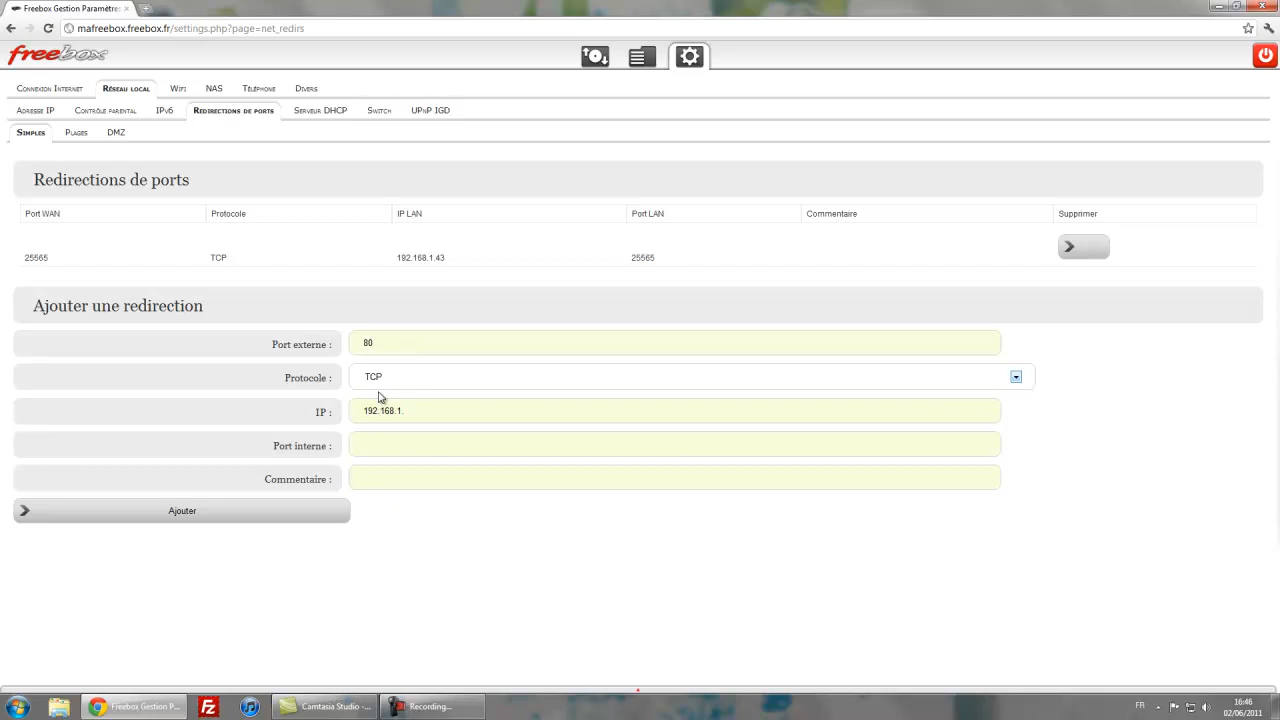 Freebox Gestion Paramètre:
mafreebox.freebox.fr/settings.php?page=net_redirs
freebox
Connexion Internet Réseau local Wifi NAS Téléphone Divers
Adresse IP Contrôle parental IPv6 Redirections de ports Serveur DHCP Switch UPnP IGD
Simples Plages DMZ
Redirections de ports
Port WAN Protocole IP LAN Port LAN Commentaire Supprimer
25565 TCP 192.168.1.43 25565
Ajouter une redirection
Port externe : 80
Protocole : TCP
IP : 192.168.1.
Port interne :
Commentaire :
Ajouter
Freebox Gestion P... Fz Camtasia Studio -... Recording... FR 16:46
02/06/2011